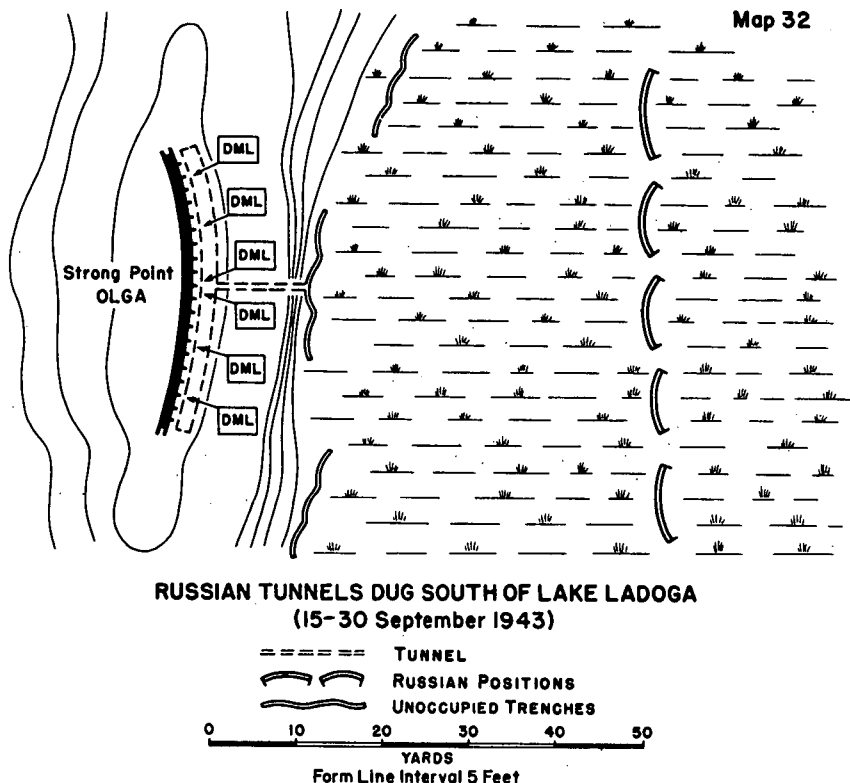 Map 32
DML
DML
Strong Point
OLGA
DML
DML
DML
DML
RUSSIAN TUNNELS DUG SOUTH OF LAKE LADOGA
(15-30 September 1943)
TUNNEL
RUSSIAN POSITIONS
UNOCCUPIED TRENCHES
0 10 20 30 40 50
YARDS
Form Line Interval 5 Feet